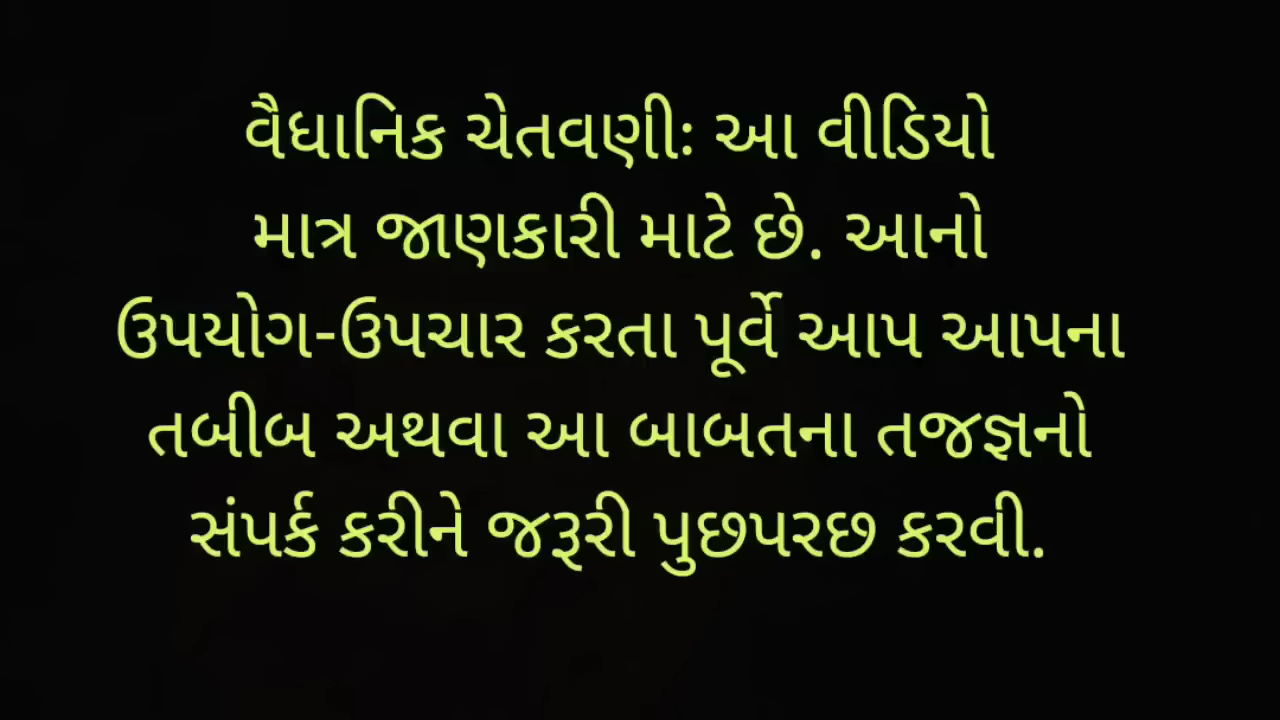 વૈધાનિક ચેતવણીઃ આ વીડિયો
માત્ર જાણકારી માટે છે. આનો
ઉપયોગ-ઉપચાર કરતા પૂર્વે આપ આપના
તબીબ અથવા આ બાબતના તજજ્ઞનો
સંપર્ક કરીને જરૂરી પુછપરછ કરવી.